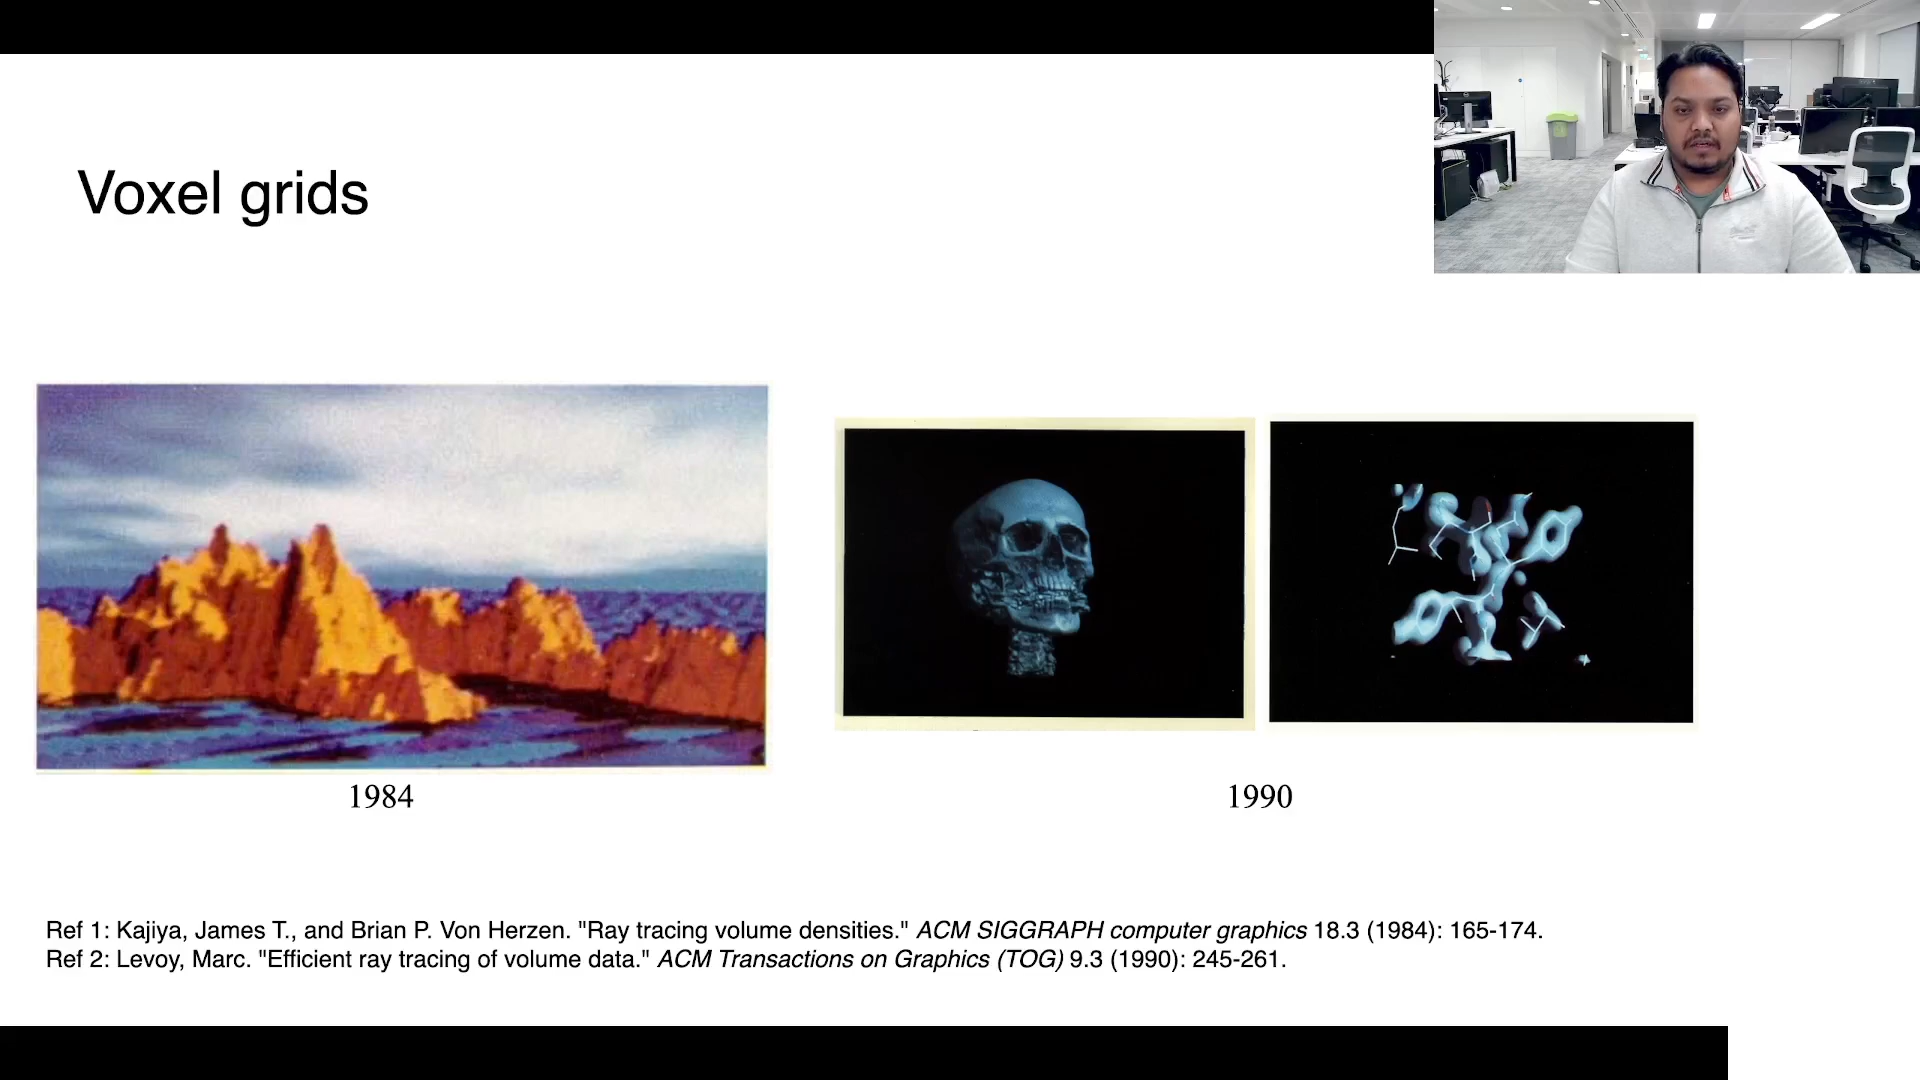 Voxel grids
1984
1990
Ref 1: Kajiya, James T., and Brian P. Von Herzen. "Ray tracing volume densities." ACM SIGGRAPH computer graphics 18.3 (1984): 165-174.
Ref 2: Levoy, Marc. "Efficient ray tracing of volume data." ACM Transactions on Graphics (TOG) 9.3 (1990): 245-261.